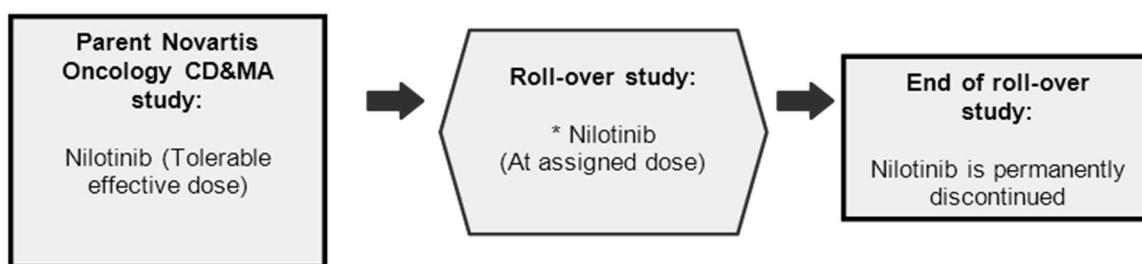 Parent Novartis
Oncology CD&MA
study:
Nilotinib (Tolerable
effective dose)
Roll-over study:
* Nilotinib
(At assigned dose)
End of roll-over
study:
Nilotinib is permanently
discontinued